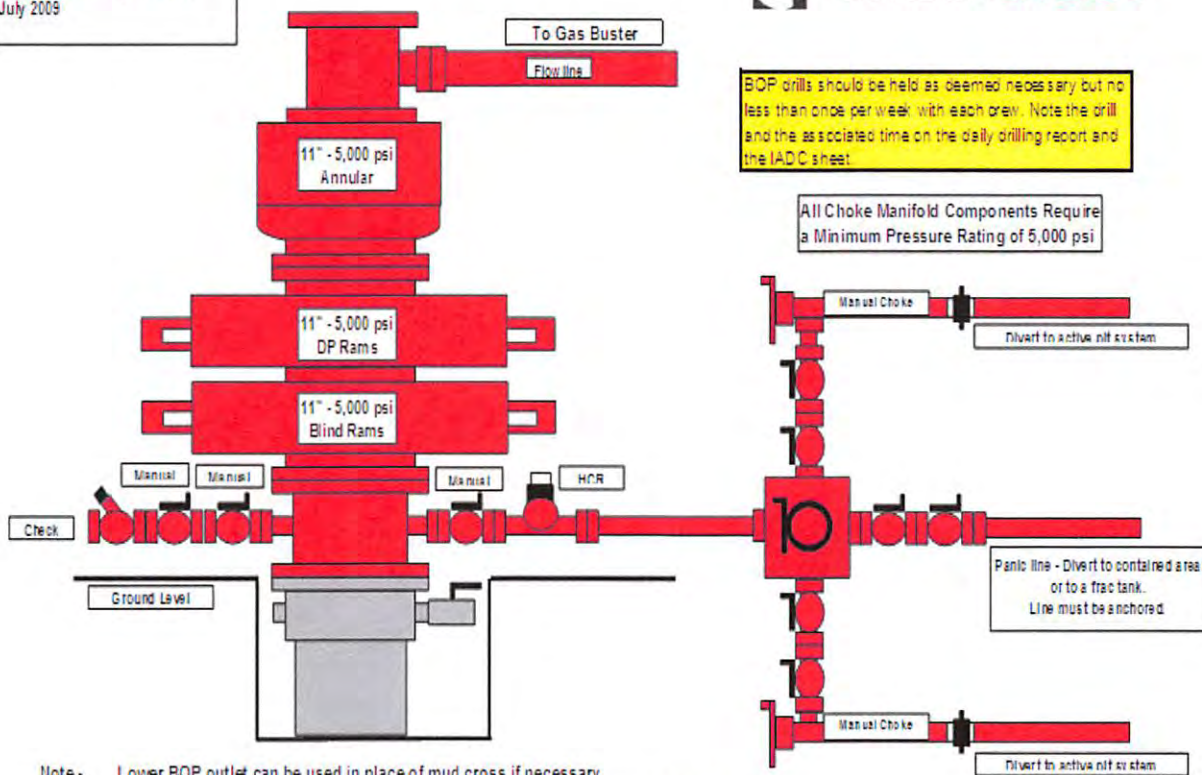 July 2009
To Gas Buster
Flow line
BOP drills should be held as deemed necessary but no
less than once per week with each crew. Note the drill
and the associated time on the daily drilling report and
the IADC sheet.
11" - 5,000 psi
Annular
All Choke Manifold Components Require
a Minimum Pressure Rating of 5,000 psi
Manual Choke
Divert to active pit system
11" - 5,000 psi
DP Rams
11" - 5,000 psi
Blind Rams
Manual
Manual
Manual
HCR
Check
Panic line - Divert to contained area
or to a frac tank.
Line must be anchored.
Ground Level
Manual Choke
Divert to active pit system
Note - Lower BOP outlet can be used in place of mud cross if necessary